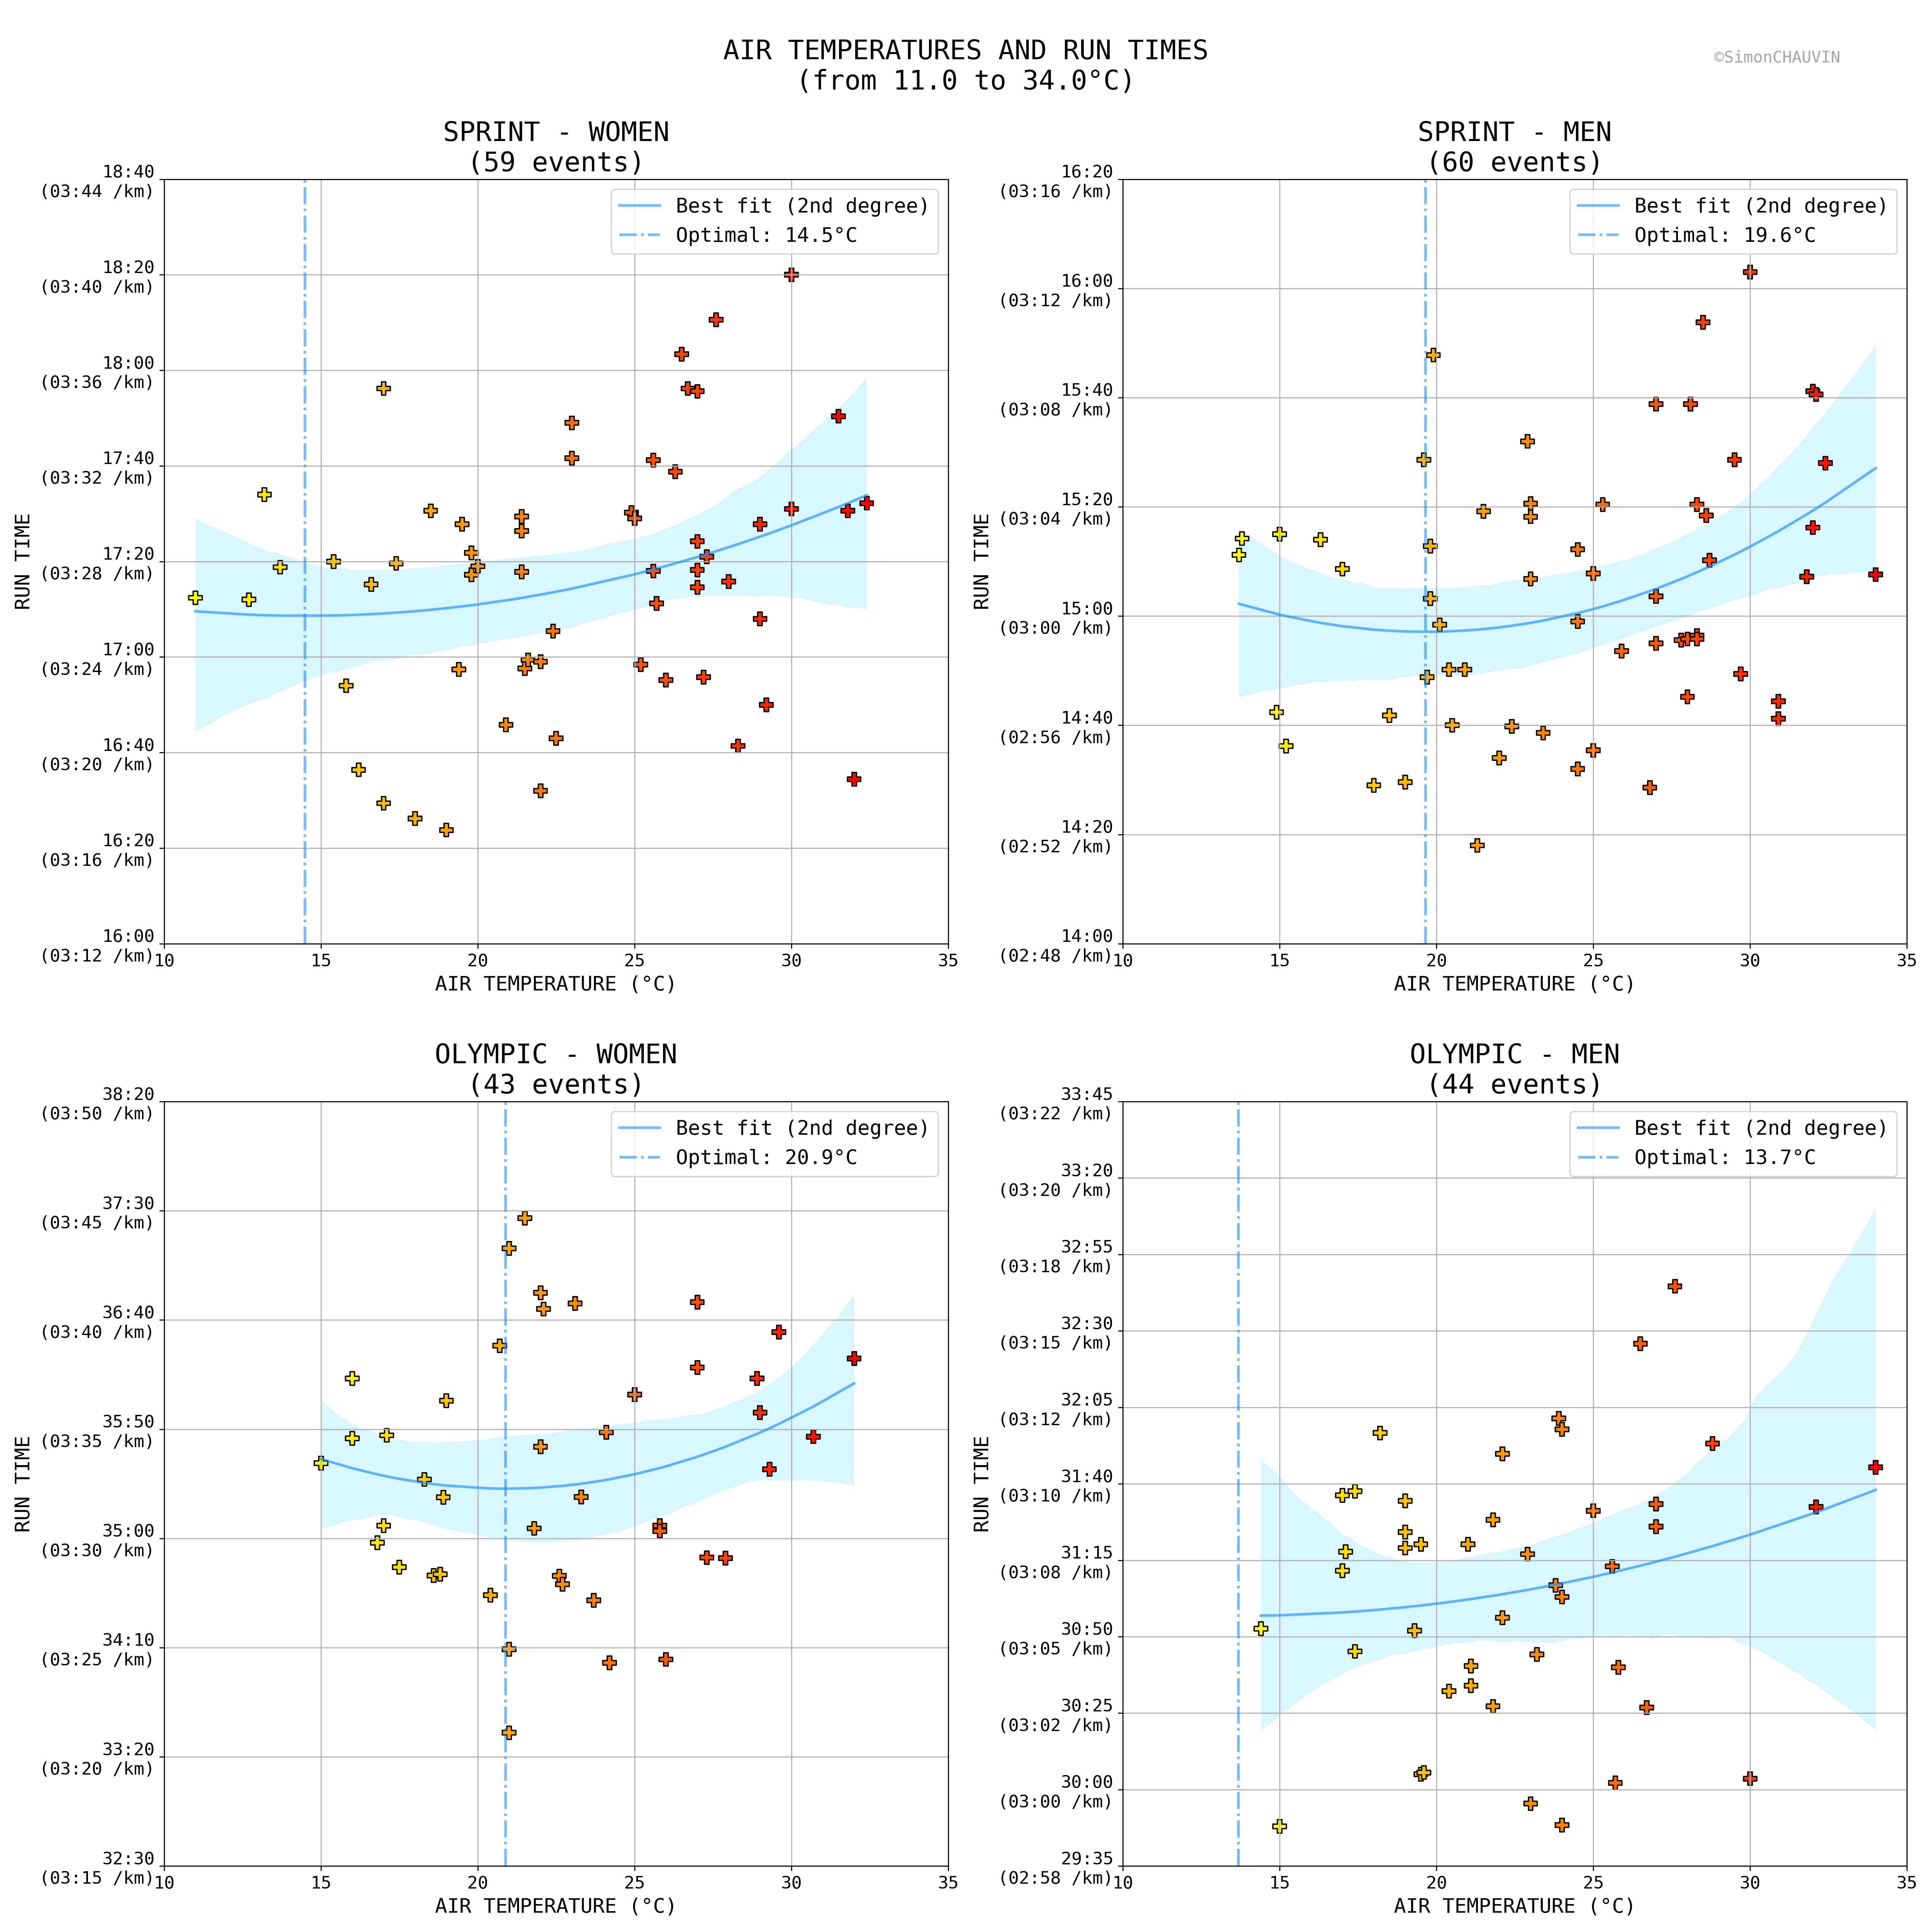 AIR TEMPERATURES AND RUN TIMES
(from 11.0 to 34.0°C)
©SimonCHAUVIN
SPRINT - WOMEN
(59 events)
18:40
(03:44 /km)
18:20
(03:40 /km)
18:00
(03:36 /km)
17:40
(03:32 /km)
17:20
(03:28 /km)
17:00
(03:24 /km)
16:40
(03:20 /km)
16:20
(03:16 /km)
16:00
(03:12 /km)
RUN TIME
Best fit (2nd degree)
Optimal: 14.5°C
10 15 20 25 30 35
AIR TEMPERATURE (°C)
SPRINT - MEN
(60 events)
16:20
(03:16 /km)
16:00
(03:12 /km)
15:40
(03:08 /km)
15:20
(03:04 /km)
15:00
(03:00 /km)
14:40
(02:56 /km)
14:20
(02:52 /km)
14:00
(02:48 /km)
RUN TIME
Best fit (2nd degree)
Optimal: 19.6°C
10 15 20 25 30 35
AIR TEMPERATURE (°C)
OLYMPIC - WOMEN
(43 events)
38:20
(03:50 /km)
37:30
(03:45 /km)
36:40
(03:40 /km)
35:50
(03:35 /km)
35:00
(03:30 /km)
34:10
(03:25 /km)
33:20
(03:20 /km)
32:30
(03:15 /km)
RUN TIME
Best fit (2nd degree)
Optimal: 20.9°C
10 15 20 25 30 35
AIR TEMPERATURE (°C)
OLYMPIC - MEN
(44 events)
33:45
(03:22 /km)
33:20
(03:20 /km)
32:55
(03:18 /km)
32:30
(03:15 /km)
32:05
(03:12 /km)
31:40
(03:10 /km)
31:15
(03:08 /km)
30:50
(03:05 /km)
30:25
(03:02 /km)
30:00
(03:00 /km)
29:35
(02:58 /km)
RUN TIME
Best fit (2nd degree)
Optimal: 13.7°C
10 15 20 25 30 35
AIR TEMPERATURE (°C)